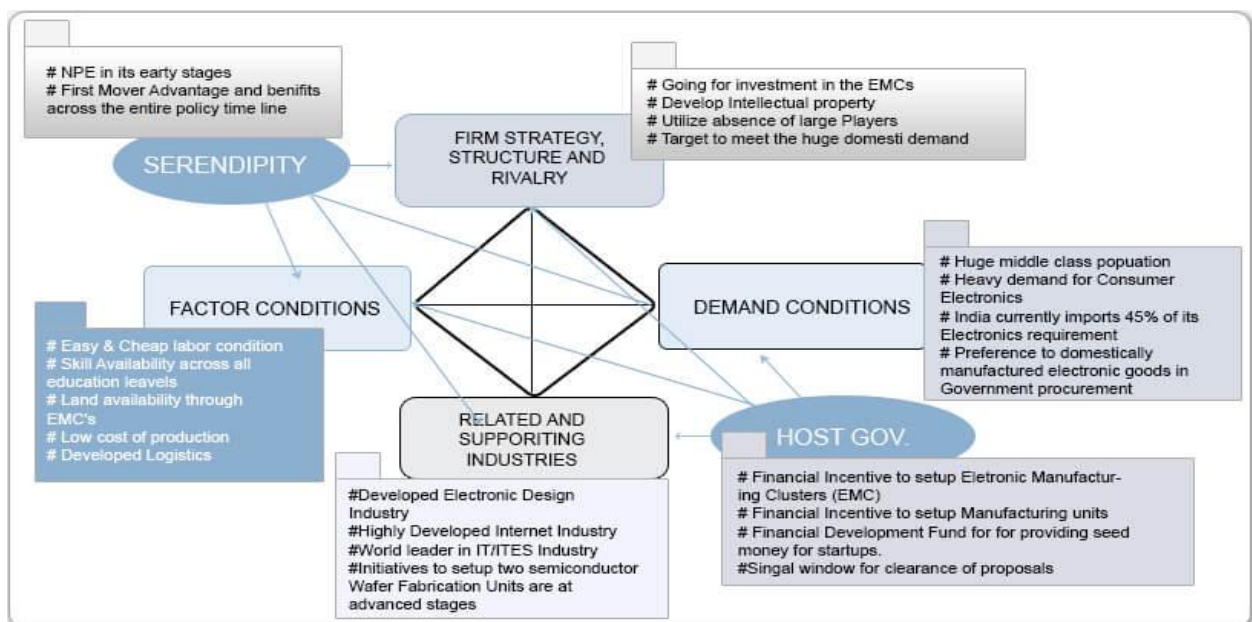 # NPE in its earty stages
# First Mover Advantage and benifits
across the entire policy time line
SERENDIPITY
# Going for investment in the EMCs
# Develop Intellectual property
# Utilize absence of large Players
# Target to meet the huge domesti demand
FIRM STRATEGY,
STRUCTURE AND
RIVALRY
FACTOR CONDITIONS
# Easy & Cheap labor condition
# Skill Availability across all
education leavels
# Land availability through
EMC's
# Low cost of production
# Developed Logistics
DEMAND CONDITIONS
# Huge middle class popuation
# Heavy demand for Consumer
Electronics
# India currently imports 45% of its
Electronics requirement
# Preference to domestically
manufactured electronic goods in
Government procurement
RELATED AND
SUPPORITING
INDUSTRIES
#Developed Electronic Design
Industry
#Highly Developed Internet Industry
#World leader in IT/ITES Industry
#Initiatives to setup two semiconductor
Wafer Fabrication Units are at
advanced stages
HOST GOV.
# Financial Incentive to setup Eletronic Manufactur-
ing Clusters (EMC)
# Financial Incentive to setup Manufacturing units
# Financial Development Fund for for providing seed
money for startups.
#Singal window for clearance of proposals